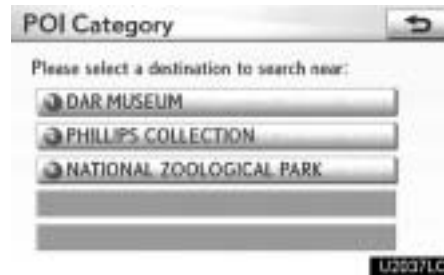 POI Category
Please select a destination to search near:
DAR MUSEUM
PHILLIPS COLLECTION
NATIONAL ZOOLOGICAL PARK
U2037LC